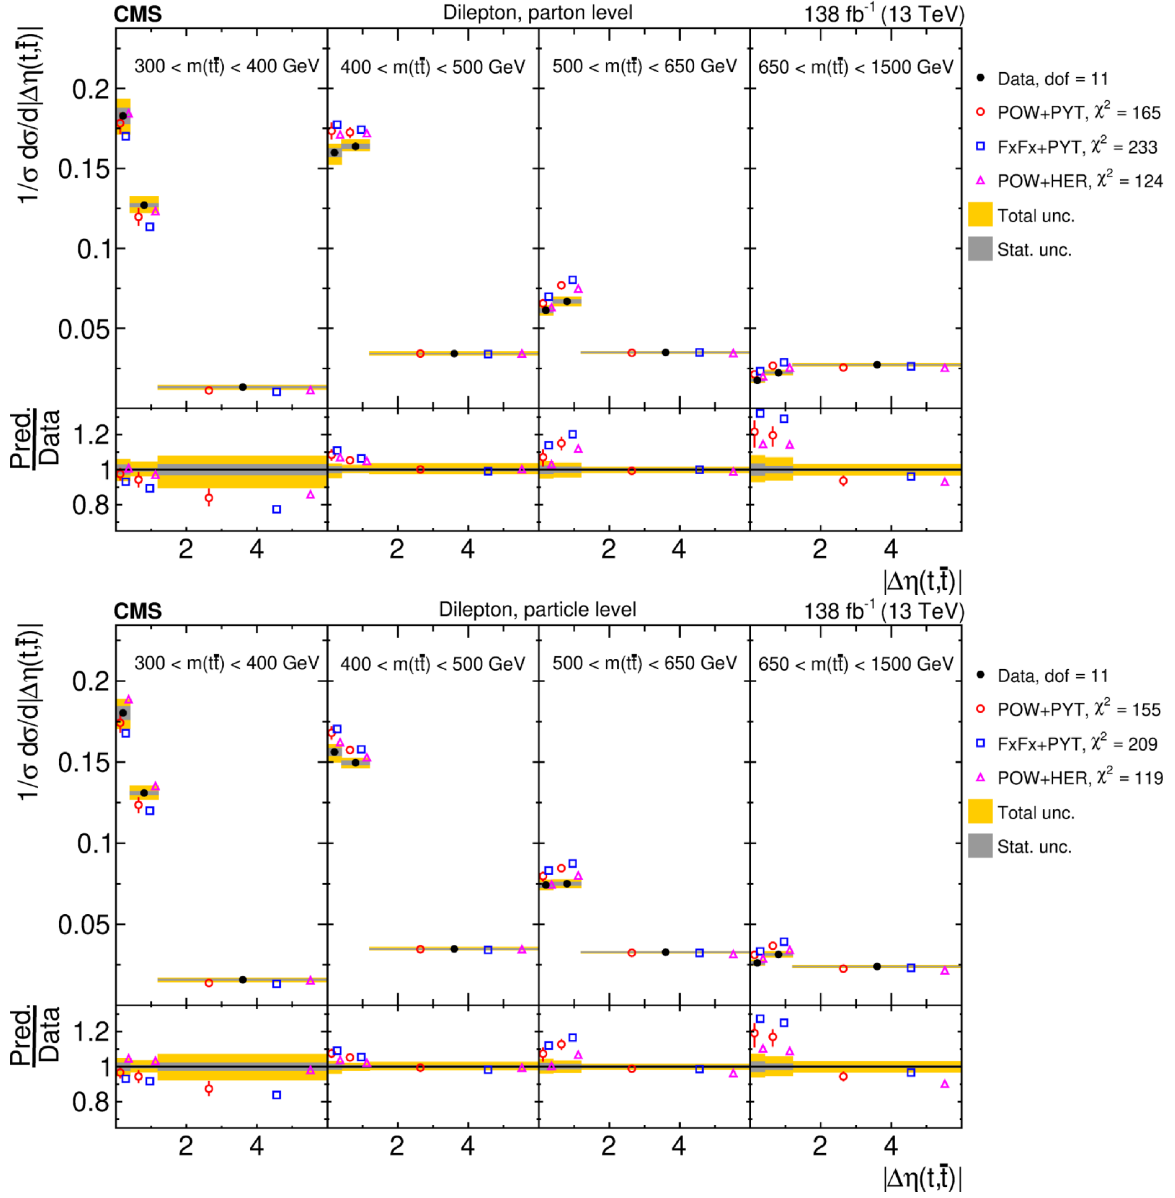 CMS Dilepton, parton level 138 fb⁻¹ (13 TeV)
1/σ dσ/d|Δη(t,t̄)|
300 < m(tt̄) < 400 GeV
400 < m(tt̄) < 500 GeV
500 < m(tt̄) < 650 GeV
650 < m(tt̄) < 1500 GeV
0.2
0.15
0.1
0.05
Data, dof = 11
POW+PYT, χ² = 165
FxFx+PYT, χ² = 233
POW+HER, χ² = 124
Total unc.
Stat. unc.
Pred.
Data
1.2
1
0.8
2 4 2 4 2 4 2 4
|Δη(t,t̄)|
CMS Dilepton, particle level 138 fb⁻¹ (13 TeV)
1/σ dσ/d|Δη(t,t̄)|
300 < m(tt̄) < 400 GeV
400 < m(tt̄) < 500 GeV
500 < m(tt̄) < 650 GeV
650 < m(tt̄) < 1500 GeV
0.2
0.15
0.1
0.05
Data, dof = 11
POW+PYT, χ² = 155
FxFx+PYT, χ² = 209
POW+HER, χ² = 119
Total unc.
Stat. unc.
Pred.
Data
1.2
1
0.8
2 4 2 4 2 4 2 4
|Δη(t,t̄)|